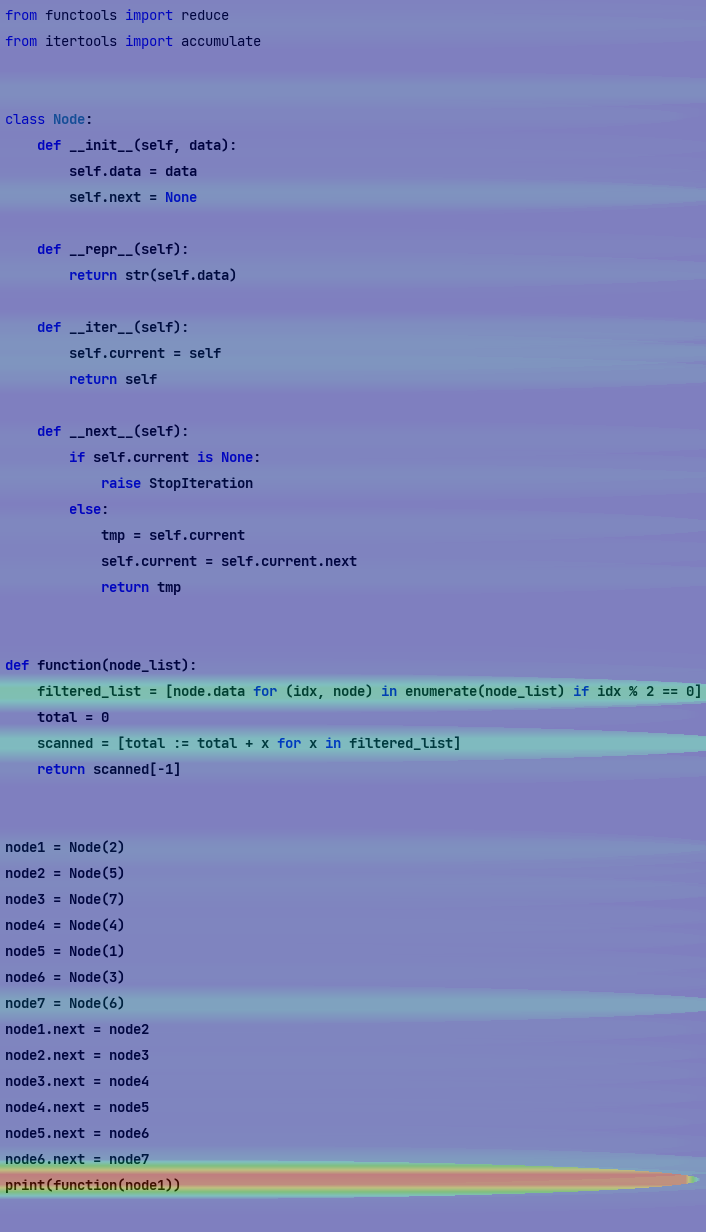 from functools import reduce
from itertools import accumulate
class Node:
    def __init__(self, data):
        self.data = data
        self.next = None
    def __repr__(self):
        return str(self.data)
    def __iter__(self):
        self.current = self
        return self
    def __next__(self):
        if self.current is None:
            raise StopIteration
        else:
            tmp = self.current
            self.current = self.current.next
            return tmp
def function(node_list):
    filtered_list = [node.data for (idx, node) in enumerate(node_list) if idx % 2 == 0]
    total = 0
    scanned = [total := total + x for x in filtered_list]
    return scanned[-1]
node1 = Node(2)
node2 = Node(5)
node3 = Node(7)
node4 = Node(4)
node5 = Node(1)
node6 = Node(3)
node7 = Node(6)
node1.next = node2
node2.next = node3
node3.next = node4
node4.next = node5
node5.next = node6
node6.next = node7
print(function(node1))